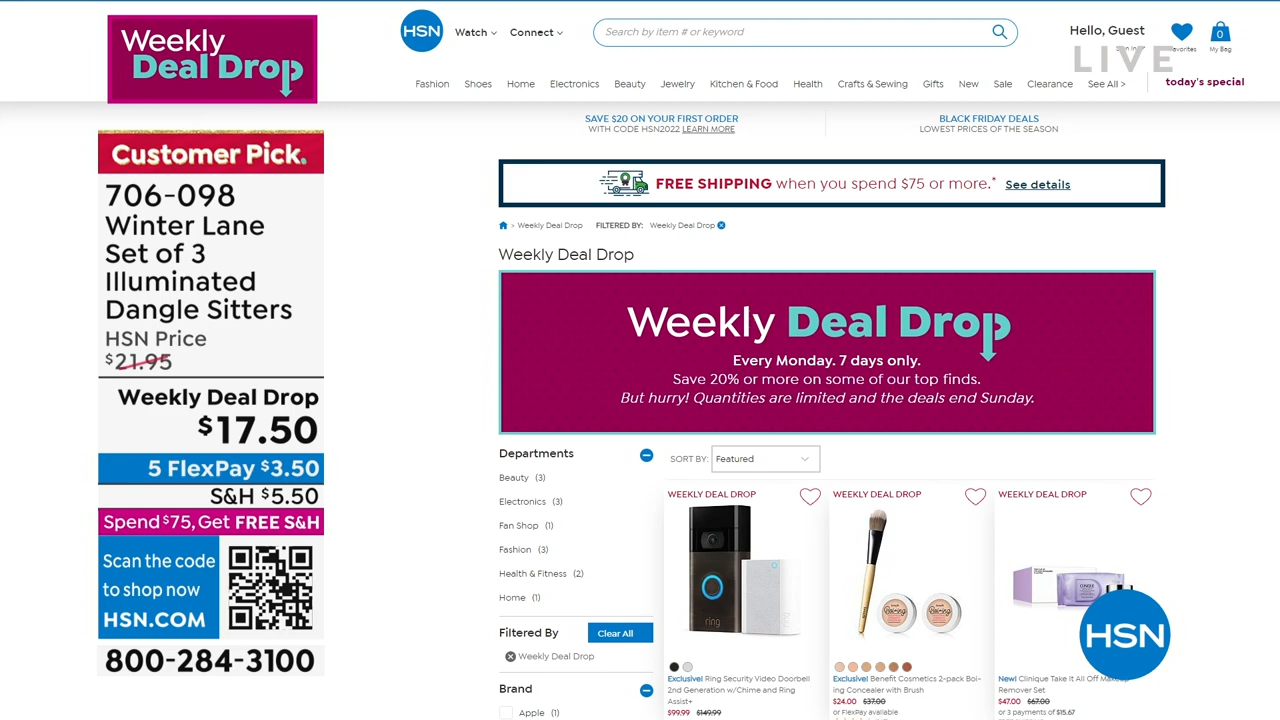 Weekly
Deal Drop
Customer Pick.
706-098
Winter Lane
Set of 3
Illuminated
Dangle Sitters
HSN Price
$21.95
Weekly Deal Drop
$17.50
5 FlexPay $3.50
S&H $5.50
Spend $75, Get FREE S&H
Scan the code
to shop now
HSN.COM
800-284-3100
HSN
Watch
Connect
Search by item # or keyword
Hello, Guest
Favorites
0
My Bag
LIVE
Fashion Shoes Home Electronics Beauty Jewelry Kitchen & Food Health Crafts & Sewing Gifts New Sale Clearance See All >
today's special
SAVE $20 ON YOUR FIRST ORDER
WITH CODE HSN2022 LEARN MORE
BLACK FRIDAY DEALS
LOWEST PRICES OF THE SEASON
FREE SHIPPING when you spend $75 or more.* See details
> Weekly Deal Drop FILTERED BY: Weekly Deal Drop
Weekly Deal Drop
Weekly Deal Drop
Every Monday. 7 days only.
Save 20% or more on some of our top finds.
But hurry! Quantities are limited and the deals end Sunday.
Departments
Beauty (3)
Electronics (3)
Fan Shop (1)
Fashion (3)
Health & Fitness (2)
Home (1)
Filtered By
Clear All
Weekly Deal Drop
Brand
Apple (1)
SORT BY: Featured
WEEKLY DEAL DROP
ring
Exclusive! Ring Security Video Doorbell
2nd Generation w/Chime and Ring
Assist+
$99.99 $149.99
WEEKLY DEAL DROP
Exclusive! Benefit Cosmetics 2-pack Boi-
ing Concealer with Brush
$24.00 $37.00
or FlexPay available
WEEKLY DEAL DROP
CLINIQUE
New! Clinique Take It All Off Makeup
Remover Set
$47.00 $67.00
or 3 payments of $15.67
HSN